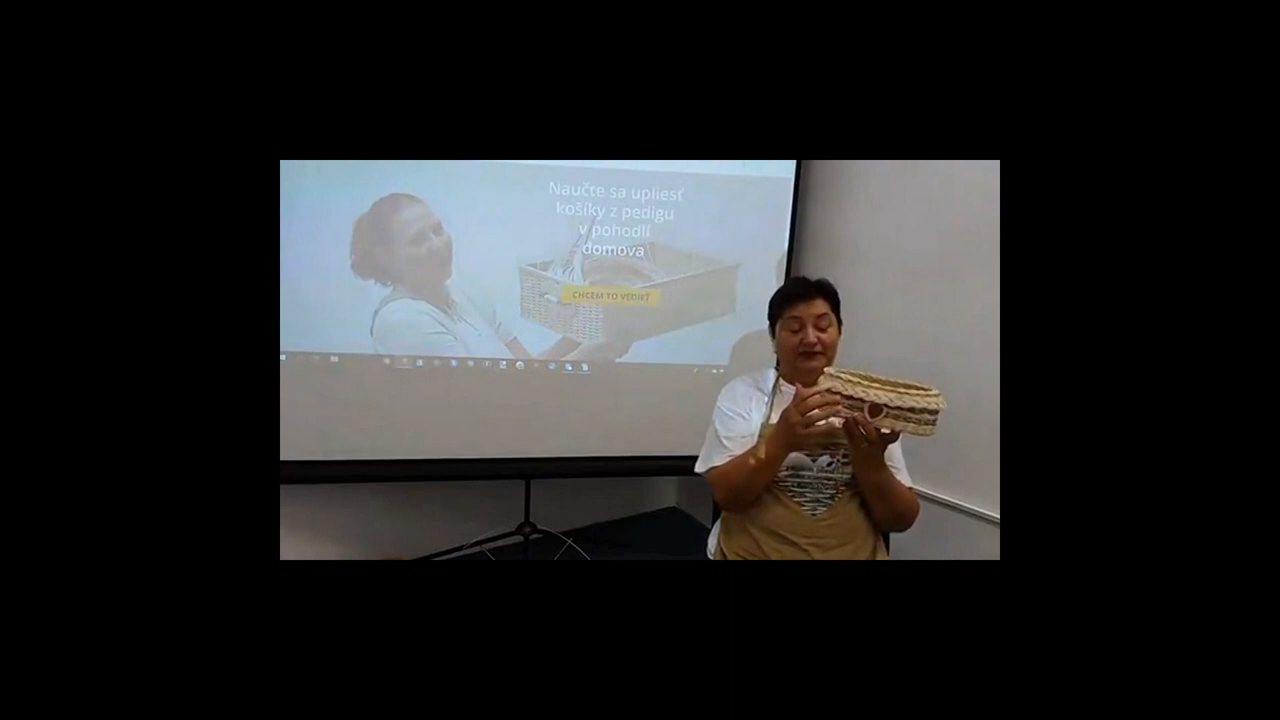 Naučte sa upliesť
košíky z pedigu
v pohodlí
domova
CHCEM TO VEDIEŤ